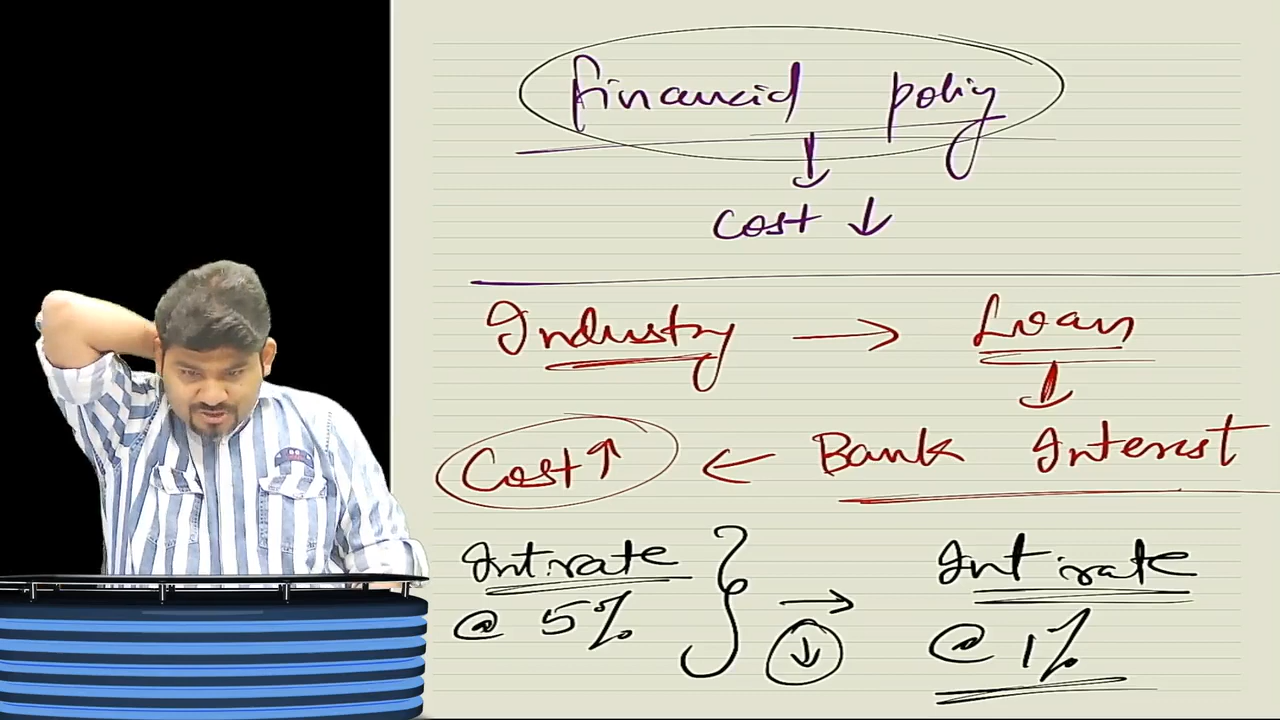 financial policy
↓
cost ↓
Industry → Loan
↓
Cost ↑ ← Bank Interest
Int rate } → Int rate
@ 5% ↓ @ 1%